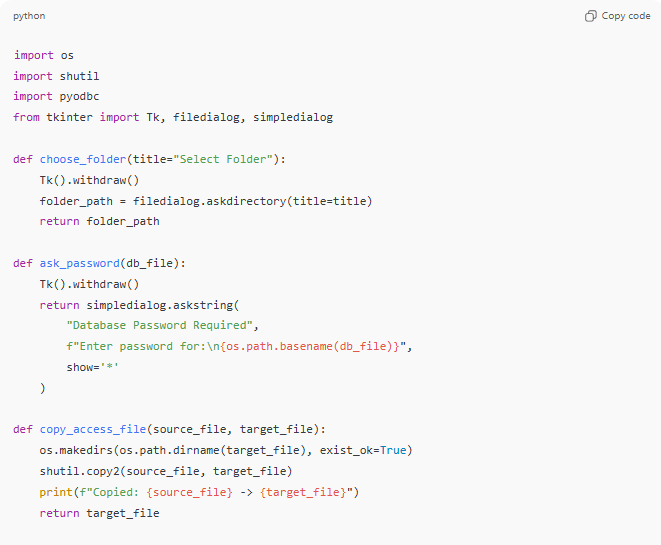 python
Copy code
import os
import shutil
import pyodbc
from tkinter import Tk, filedialog, simpledialog
def choose_folder(title="Select Folder"):
    Tk().withdraw()
    folder_path = filedialog.askdirectory(title=title)
    return folder_path
def ask_password(db_file):
    Tk().withdraw()
    return simpledialog.askstring(
        "Database Password Required",
        f"Enter password for:\n{os.path.basename(db_file)}",
        show='*'
    )
def copy_access_file(source_file, target_file):
    os.makedirs(os.path.dirname(target_file), exist_ok=True)
    shutil.copy2(source_file, target_file)
    print(f"Copied: {source_file} -> {target_file}")
    return target_file